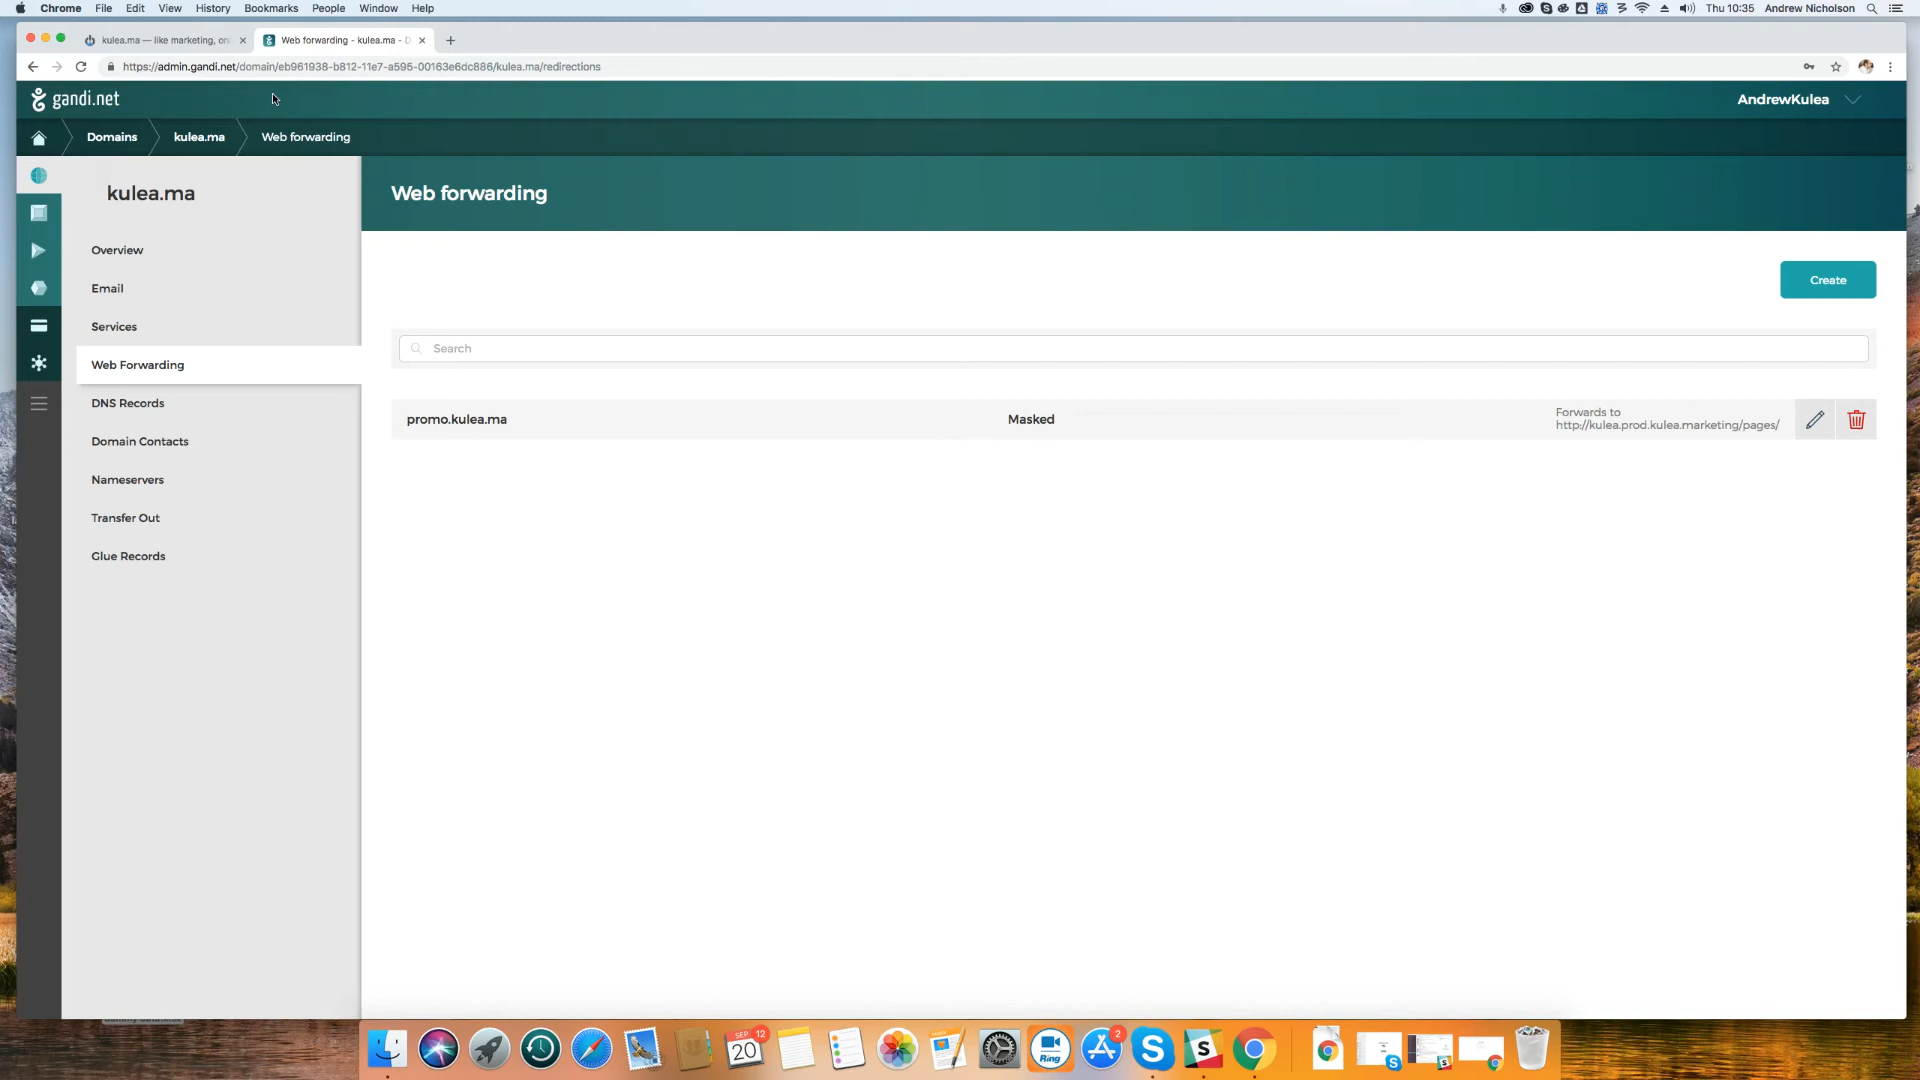 Chrome File Edit View History Bookmarks People Window Help
Thu 10:35 Andrew Nicholson
kulea.ma — like marketing, on
Web forwarding - kulea.ma - D
https://admin.gandi.net/domain/eb961938-b812-11e7-a595-00163e6dc886/kulea.ma/redirections
gandi.net
AndrewKulea
Domains
kulea.ma
Web forwarding
kulea.ma
Web forwarding
Overview
Email
Services
Web Forwarding
DNS Records
Domain Contacts
Nameservers
Transfer Out
Glue Records
Create
Search
promo.kulea.ma
Masked
Forwards to
http://kulea.prod.kulea.marketing/pages/
SEP
20
12
Ring
2